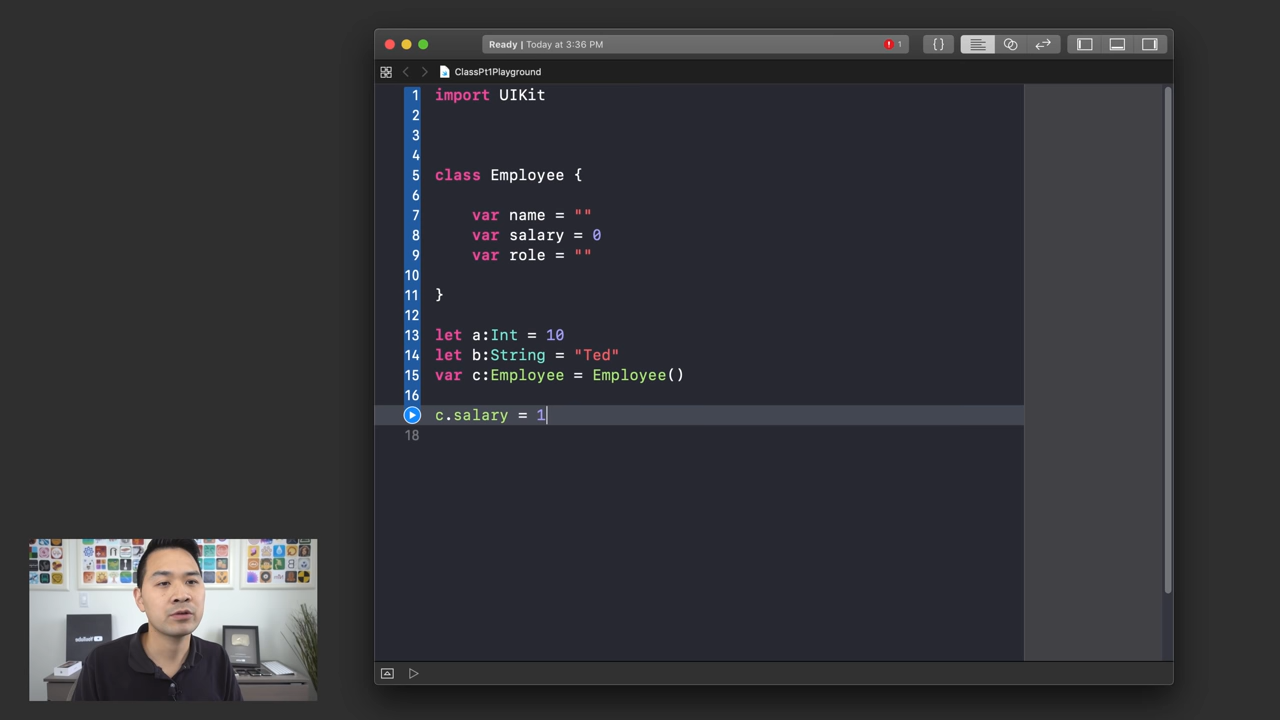 Ready | Today at 3:36 PM
1
{}
ClassPt1Playground
1 import UIKit
2
3
4
5 class Employee {
6
7 var name = ""
8 var salary = 0
9 var role = ""
10
11 }
12
13 let a:Int = 10
14 let b:String = "Ted"
15 var c:Employee = Employee()
16
c.salary = 1
18
YouTube